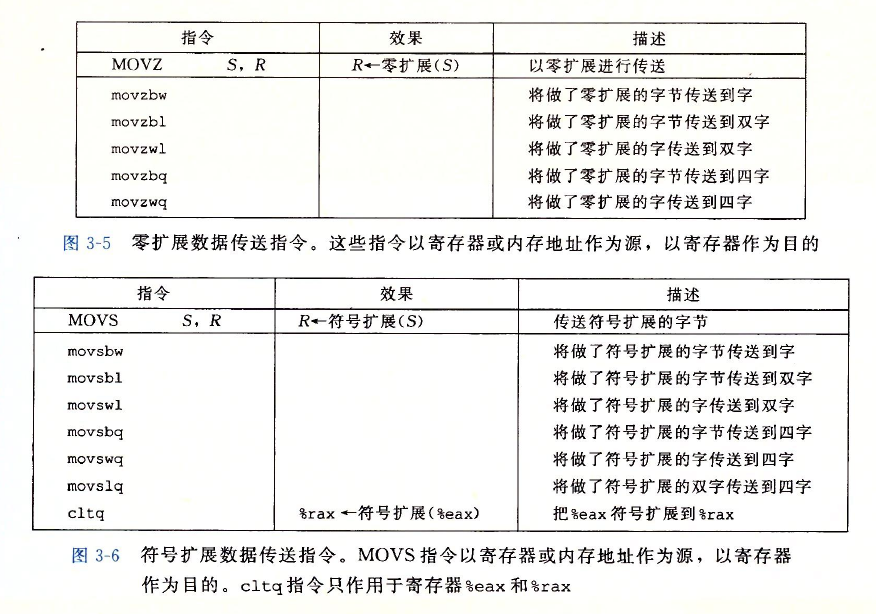 指令 效果 描述
MOVZ S, R R←零扩展(S) 以零扩展进行传送
movzbw 将做了零扩展的字节传送到字
movzbl 将做了零扩展的字节传送到双字
movzwl 将做了零扩展的字传送到双字
movzbq 将做了零扩展的字节传送到四字
movzwq 将做了零扩展的字传送到四字
图 3-5 零扩展数据传送指令。这些指令以寄存器或内存地址作为源，以寄存器作为目的
指令 效果 描述
MOVS S, R R←符号扩展(S) 传送符号扩展的字节
movsbw 将做了符号扩展的字节传送到字
movsbl 将做了符号扩展的字节传送到双字
movswl 将做了符号扩展的字传送到双字
movsbq 将做了符号扩展的字节传送到四字
movswq 将做了符号扩展的字传送到四字
movslq 将做了符号扩展的双字传送到四字
cltq %rax←符号扩展(%eax) 把%eax符号扩展到%rax
图 3-6 符号扩展数据传送指令。MOVS指令以寄存器或内存地址作为源，以寄存器
作为目的。cltq指令只作用于寄存器%eax和%rax